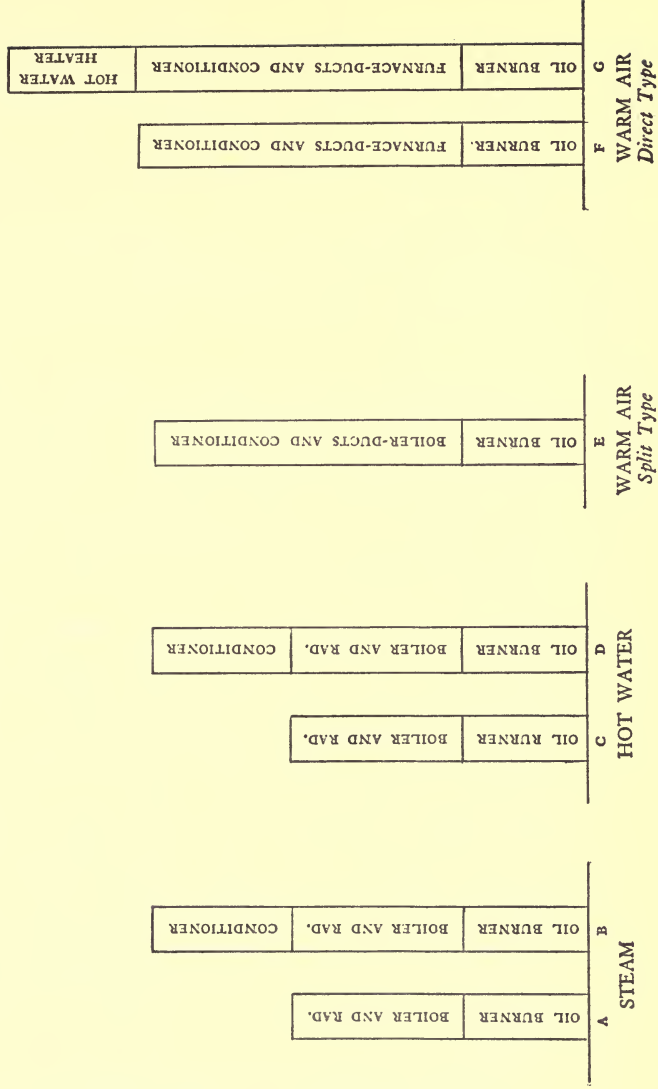 OIL BURNER
BOILER AND RAD.
A
OIL BURNER
BOILER AND RAD.
CONDITIONER
B
STEAM
OIL RURNER
BOILER AND RAD.
C
OIL BURNER
BOILER AND RAD.
CONDITIONER
D
HOT WATER
OIL BURNER
BOILER-DUCTS AND CONDITIONER
E
WARM AIR
Split Type
OIL BURNER.
FURNACE-DUCTS AND CONDITIONER
F
OIL BURNER
FURNACE-DUCTS AND CONDITIONER
HOT WATER
HEATER
G
WARM AIR
Direct Type